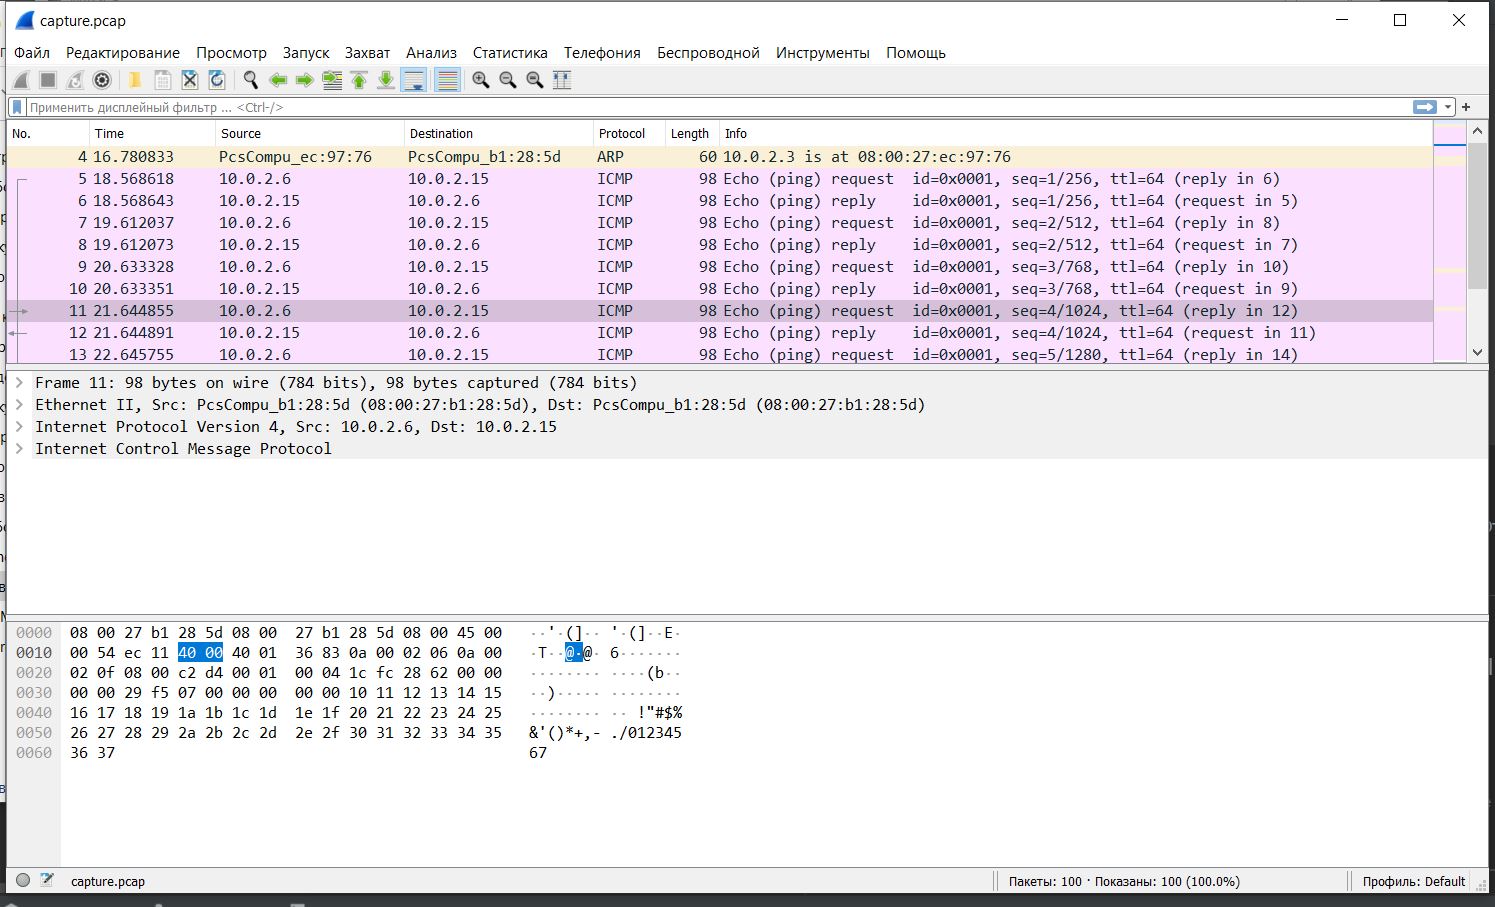 capture.pcap
Файл Редактирование Просмотр Запуск Захват Анализ Статистика Телефония Беспроводной Инструменты Помощь
Применить дисплейный фильтр ... <Ctrl-/>
No. Time Source Destination Protocol Length Info
4 16.780833 PcsCompu_ec:97:76 PcsCompu_b1:28:5d ARP 60 10.0.2.3 is at 08:00:27:ec:97:76
5 18.568618 10.0.2.6 10.0.2.15 ICMP 98 Echo (ping) request id=0x0001, seq=1/256, ttl=64 (reply in 6)
6 18.568643 10.0.2.15 10.0.2.6 ICMP 98 Echo (ping) reply id=0x0001, seq=1/256, ttl=64 (request in 5)
7 19.612037 10.0.2.6 10.0.2.15 ICMP 98 Echo (ping) request id=0x0001, seq=2/512, ttl=64 (reply in 8)
8 19.612073 10.0.2.15 10.0.2.6 ICMP 98 Echo (ping) reply id=0x0001, seq=2/512, ttl=64 (request in 7)
9 20.633328 10.0.2.6 10.0.2.15 ICMP 98 Echo (ping) request id=0x0001, seq=3/768, ttl=64 (reply in 10)
10 20.633351 10.0.2.15 10.0.2.6 ICMP 98 Echo (ping) reply id=0x0001, seq=3/768, ttl=64 (request in 9)
11 21.644855 10.0.2.6 10.0.2.15 ICMP 98 Echo (ping) request id=0x0001, seq=4/1024, ttl=64 (reply in 12)
12 21.644891 10.0.2.15 10.0.2.6 ICMP 98 Echo (ping) reply id=0x0001, seq=4/1024, ttl=64 (request in 11)
13 22.645755 10.0.2.6 10.0.2.15 ICMP 98 Echo (ping) request id=0x0001, seq=5/1280, ttl=64 (reply in 14)
Frame 11: 98 bytes on wire (784 bits), 98 bytes captured (784 bits)
Ethernet II, Src: PcsCompu_b1:28:5d (08:00:27:b1:28:5d), Dst: PcsCompu_b1:28:5d (08:00:27:b1:28:5d)
Internet Protocol Version 4, Src: 10.0.2.6, Dst: 10.0.2.15
Internet Control Message Protocol
0000 08 00 27 b1 28 5d 08 00 27 b1 28 5d 08 00 45 00 ··'·(]·· '·(]··E·
0010 00 54 ec 11 40 00 40 01 36 83 0a 00 02 06 0a 00 ·T··@·@· 6·······
0020 02 0f 08 00 c2 d4 00 01 00 04 1c fc 28 62 00 00 ········ ····(b··
0030 00 00 29 f5 07 00 00 00 00 00 10 11 12 13 14 15 ··)····· ········
0040 16 17 18 19 1a 1b 1c 1d 1e 1f 20 21 22 23 24 25 ········ ·· !"#$%
0050 26 27 28 29 2a 2b 2c 2d 2e 2f 30 31 32 33 34 35 &'()*+,- ./012345
0060 36 37 67
capture.pcap Пакеты: 100 · Показаны: 100 (100.0%) Профиль: Default